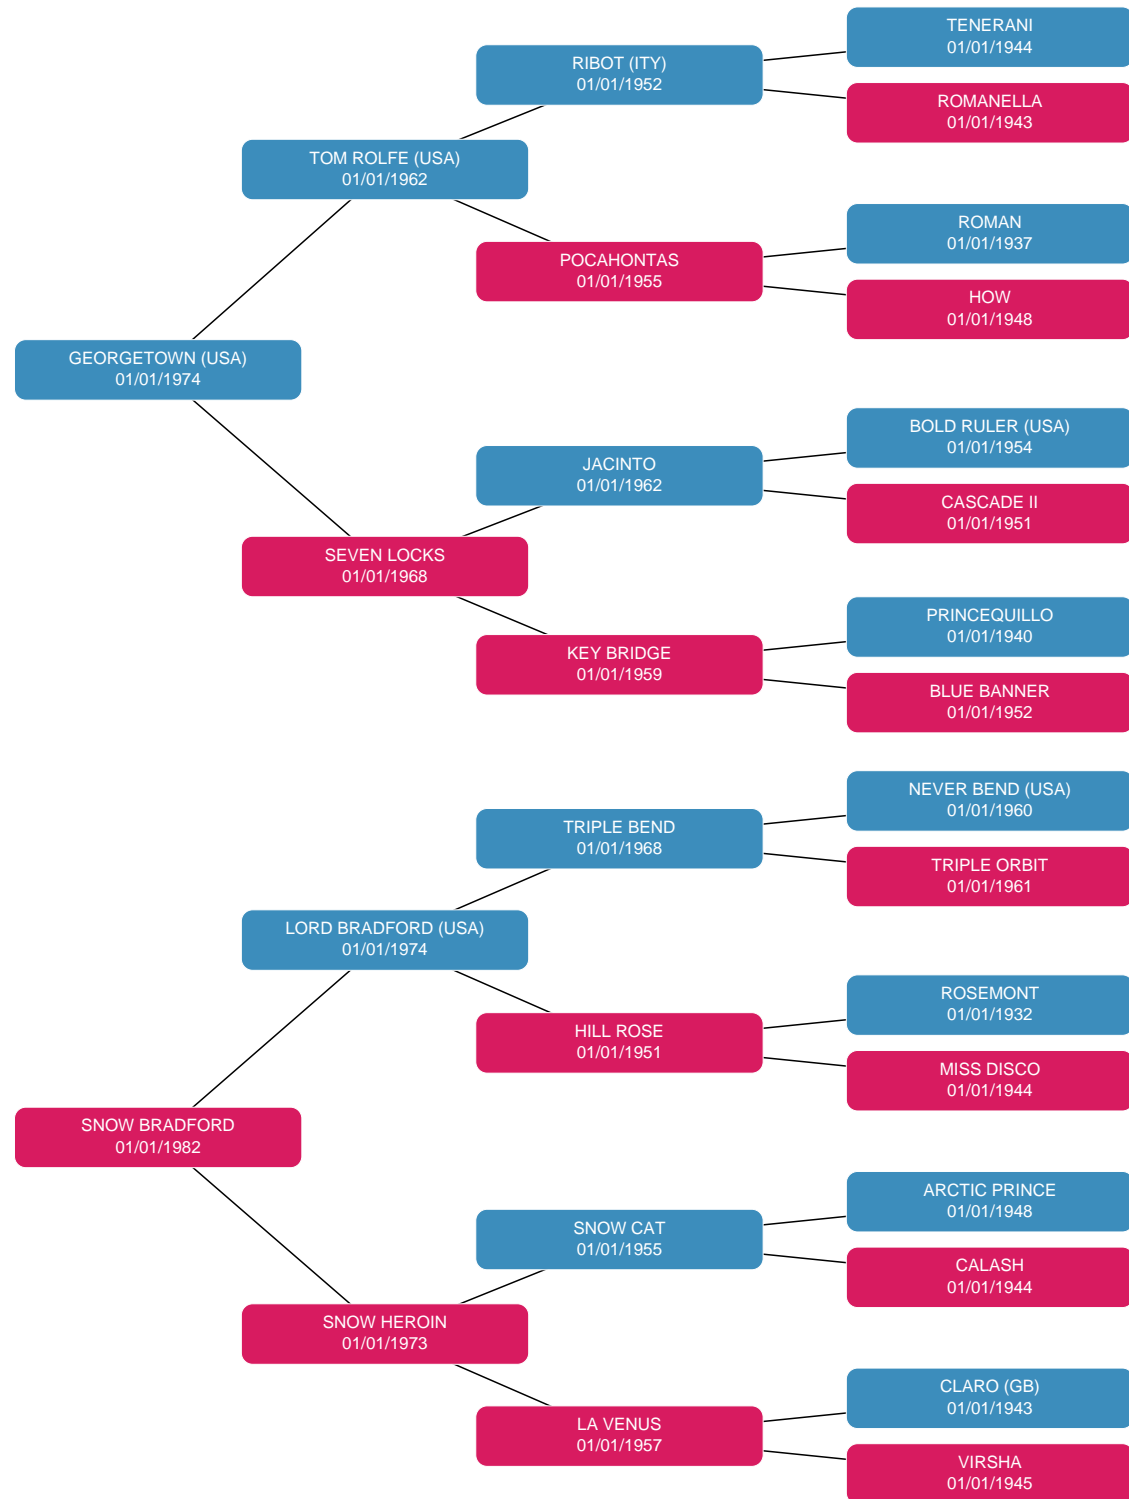 TENERANI
01/01/1944
RIBOT (ITY)
01/01/1952
ROMANELLA
01/01/1943
TOM ROLFE (USA)
01/01/1962
ROMAN
01/01/1937
POCAHONTAS
01/01/1955
HOW
01/01/1948
GEORGETOWN (USA)
01/01/1974
BOLD RULER (USA)
01/01/1954
JACINTO
01/01/1962
CASCADE II
01/01/1951
SEVEN LOCKS
01/01/1968
PRINCEQUILLO
01/01/1940
KEY BRIDGE
01/01/1959
BLUE BANNER
01/01/1952
NEVER BEND (USA)
01/01/1960
TRIPLE BEND
01/01/1968
TRIPLE ORBIT
01/01/1961
LORD BRADFORD (USA)
01/01/1974
ROSEMONT
01/01/1932
HILL ROSE
01/01/1951
MISS DISCO
01/01/1944
SNOW BRADFORD
01/01/1982
ARCTIC PRINCE
01/01/1948
SNOW CAT
01/01/1955
CALASH
01/01/1944
SNOW HEROIN
01/01/1973
CLARO (GB)
01/01/1943
LA VENUS
01/01/1957
VIRSHA
01/01/1945